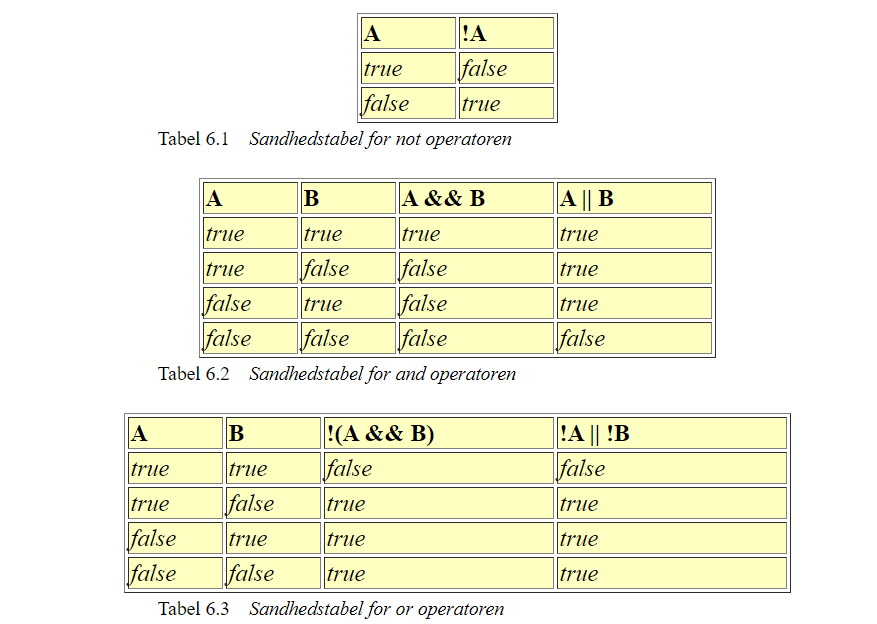 A !A
true false
false true
Tabel 6.1 Sandhedstabel for not operatoren
A B A && B A || B
true true true true
true false false true
false true false true
false false false false
Tabel 6.2 Sandhedstabel for and operatoren
A B !(A && B) !A || !B
true true false false
true false true true
false true true true
false false true true
Tabel 6.3 Sandhedstabel for or operatoren